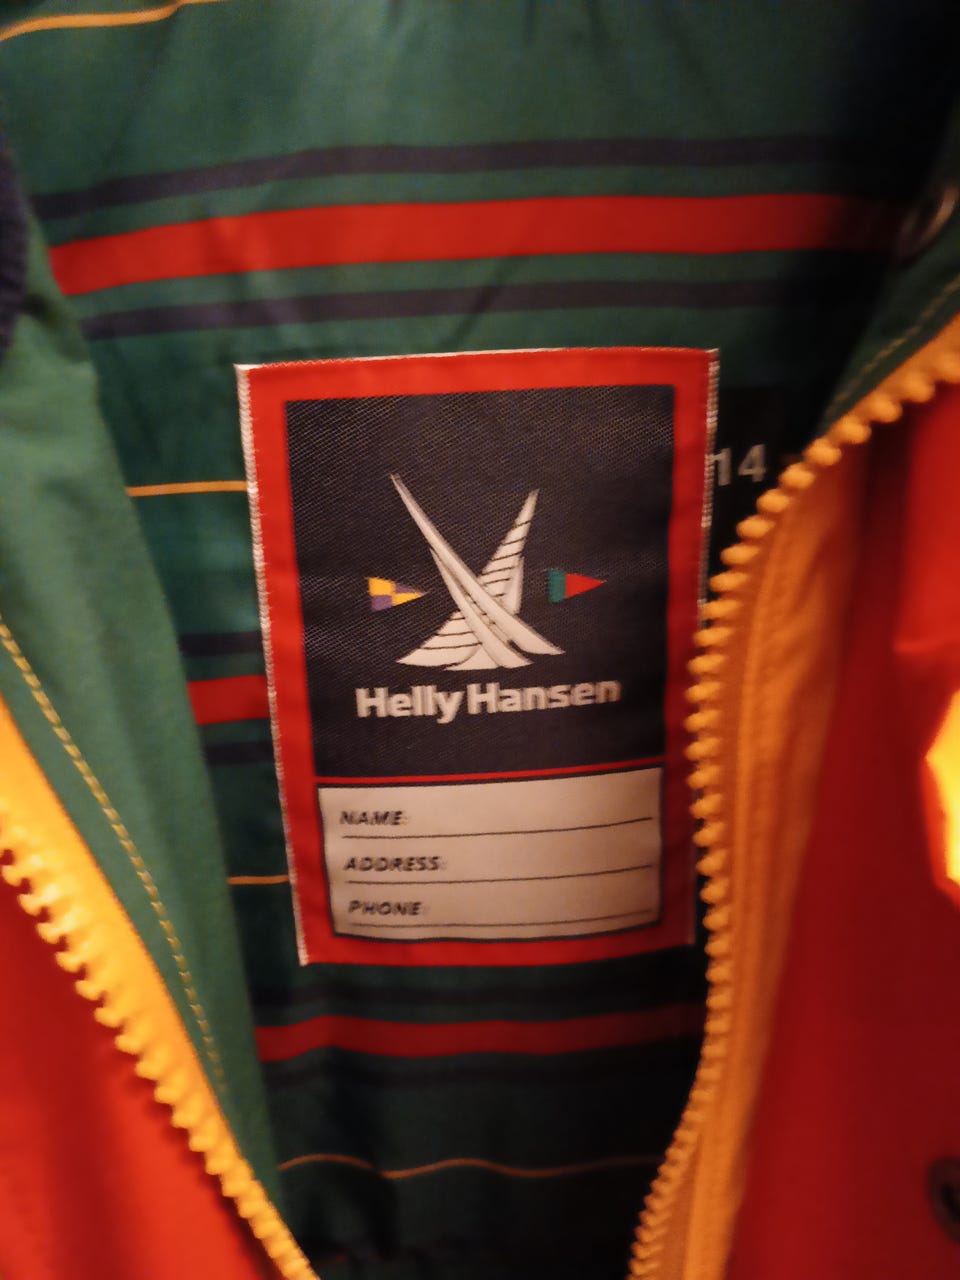 14
Helly Hansen
NAME:
ADDRESS:
PHONE: